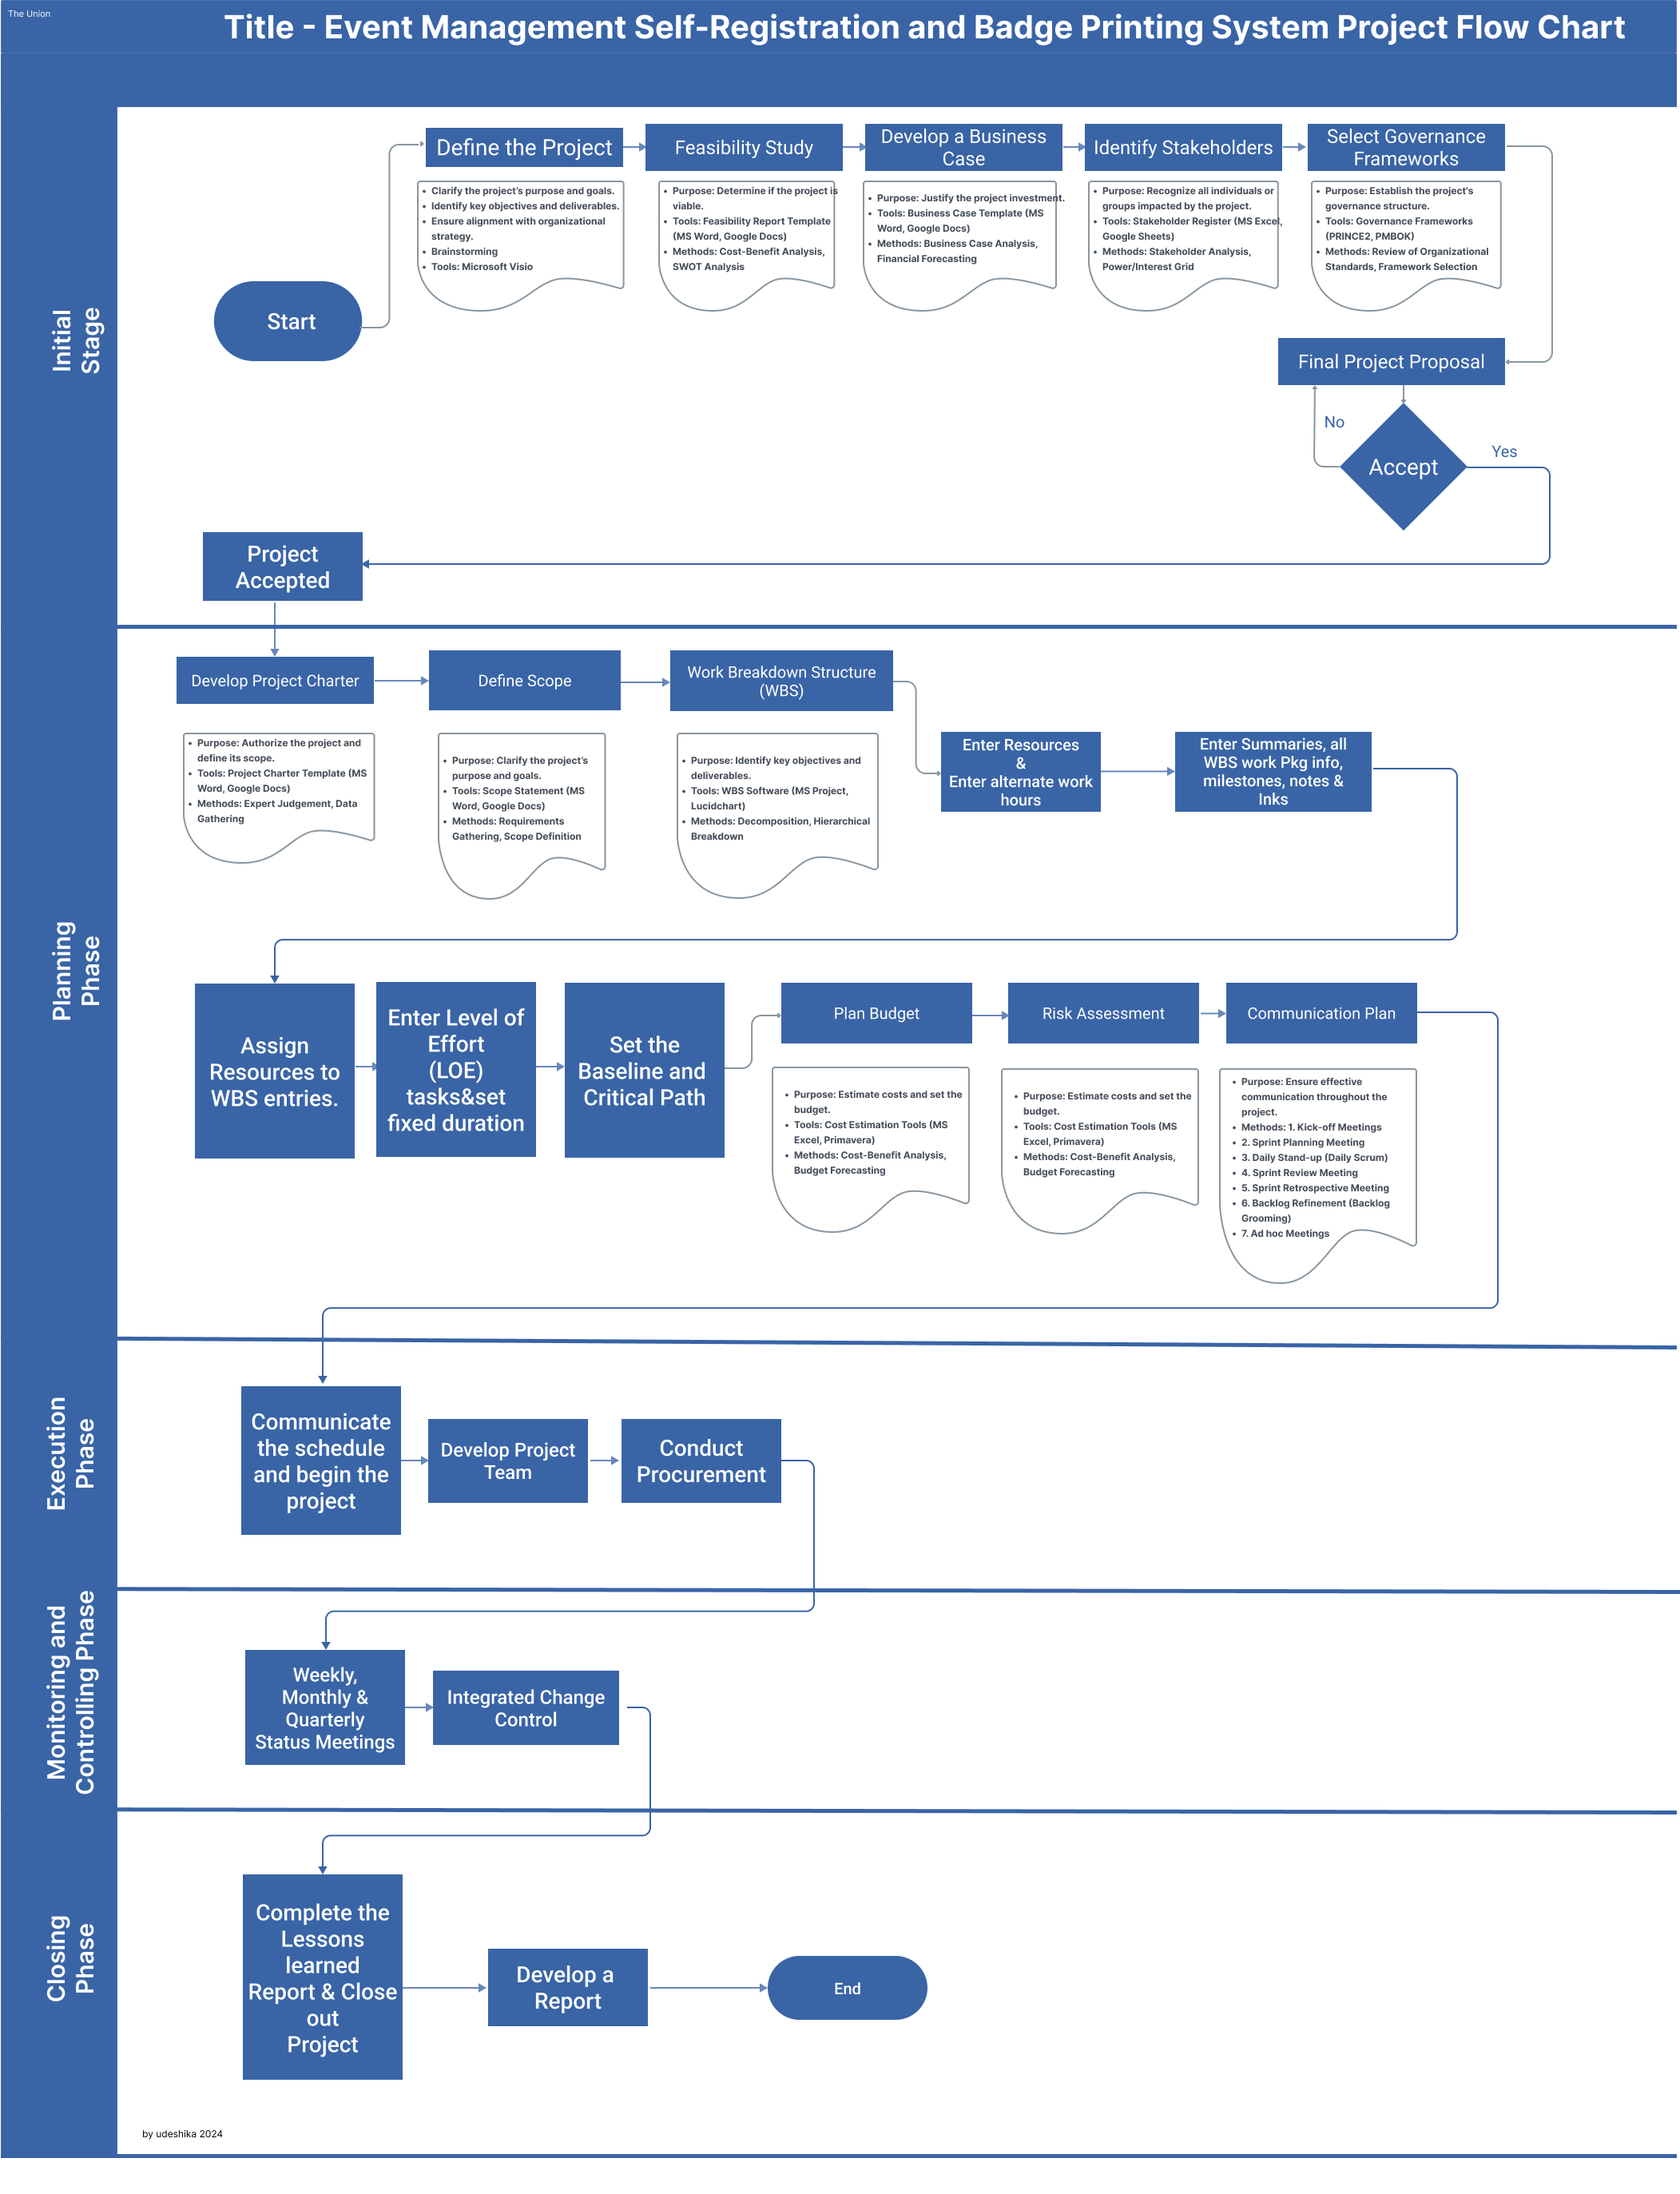 The Union
Title - Event Management Self-Registration and Badge Printing System Project Flow Chart
Initial
Stage
Start
Define the Project
• Clarify the project's purpose and goals.
• Identify key objectives and deliverables.
• Ensure alignment with organizational
strategy.
• Brainstorming
• Tools: Microsoft Visio
Feasibility Study
• Purpose: Determine if the project is
viable.
• Tools: Feasibility Report Template
(MS Word, Google Docs)
• Methods: Cost-Benefit Analysis,
SWOT Analysis
Develop a Business
Case
• Purpose: Justify the project investment.
• Tools: Business Case Template (MS
Word, Google Docs)
• Methods: Business Case Analysis,
Financial Forecasting
Identify Stakeholders
• Purpose: Recognize all individuals or
groups impacted by the project.
• Tools: Stakeholder Register (MS Excel,
Google Sheets)
• Methods: Stakeholder Analysis,
Power/Interest Grid
Select Governance
Frameworks
• Purpose: Establish the project's
governance structure.
• Tools: Governance Frameworks
(PRINCE2, PMBOK)
• Methods: Review of Organizational
Standards, Framework Selection
Final Project Proposal
No
Accept
Yes
Project
Accepted
Planning
Phase
Develop Project Charter
• Purpose: Authorize the project and
define its scope.
• Tools: Project Charter Template (MS
Word, Google Docs)
• Methods: Expert Judgement, Data
Gathering
Define Scope
• Purpose: Clarify the project's
purpose and goals.
• Tools: Scope Statement (MS
Word, Google Docs)
• Methods: Requirements
Gathering, Scope Definition
Work Breakdown Structure
(WBS)
• Purpose: Identify key objectives and
deliverables.
• Tools: WBS Software (MS Project,
Lucidchart)
• Methods: Decomposition, Hierarchical
Breakdown
Enter Resources
&
Enter alternate work
hours
Enter Summaries, all
WBS work Pkg info,
milestones, notes &
lnks
Assign
Resources to
WBS entries.
Enter Level of
Effort
(LOE)
tasks&set
fixed duration
Set the
Baseline and
Critical Path
Plan Budget
• Purpose: Estimate costs and set the
budget.
• Tools: Cost Estimation Tools (MS
Excel, Primavera)
• Methods: Cost-Benefit Analysis,
Budget Forecasting
Risk Assessment
• Purpose: Estimate costs and set the
budget.
• Tools: Cost Estimation Tools (MS
Excel, Primavera)
• Methods: Cost-Benefit Analysis,
Budget Forecasting
Communication Plan
• Purpose: Ensure effective
communication throughout the
project.
• Methods: 1. Kick-off Meetings
• 2. Sprint Planning Meeting
• 3. Daily Stand-up (Daily Scrum)
• 4. Sprint Review Meeting
• 5. Sprint Retrospective Meeting
• 6. Backlog Refinement (Backlog
Grooming)
• 7. Ad hoc Meetings
Execution
Phase
Communicate
the schedule
and begin the
project
Develop Project
Team
Conduct
Procurement
Monitoring and
Controlling Phase
Weekly,
Monthly &
Quarterly
Status Meetings
Integrated Change
Control
Closing
Phase
Complete the
Lessons
learned
Report & Close
out
Project
Develop a
Report
End
by udeshika 2024